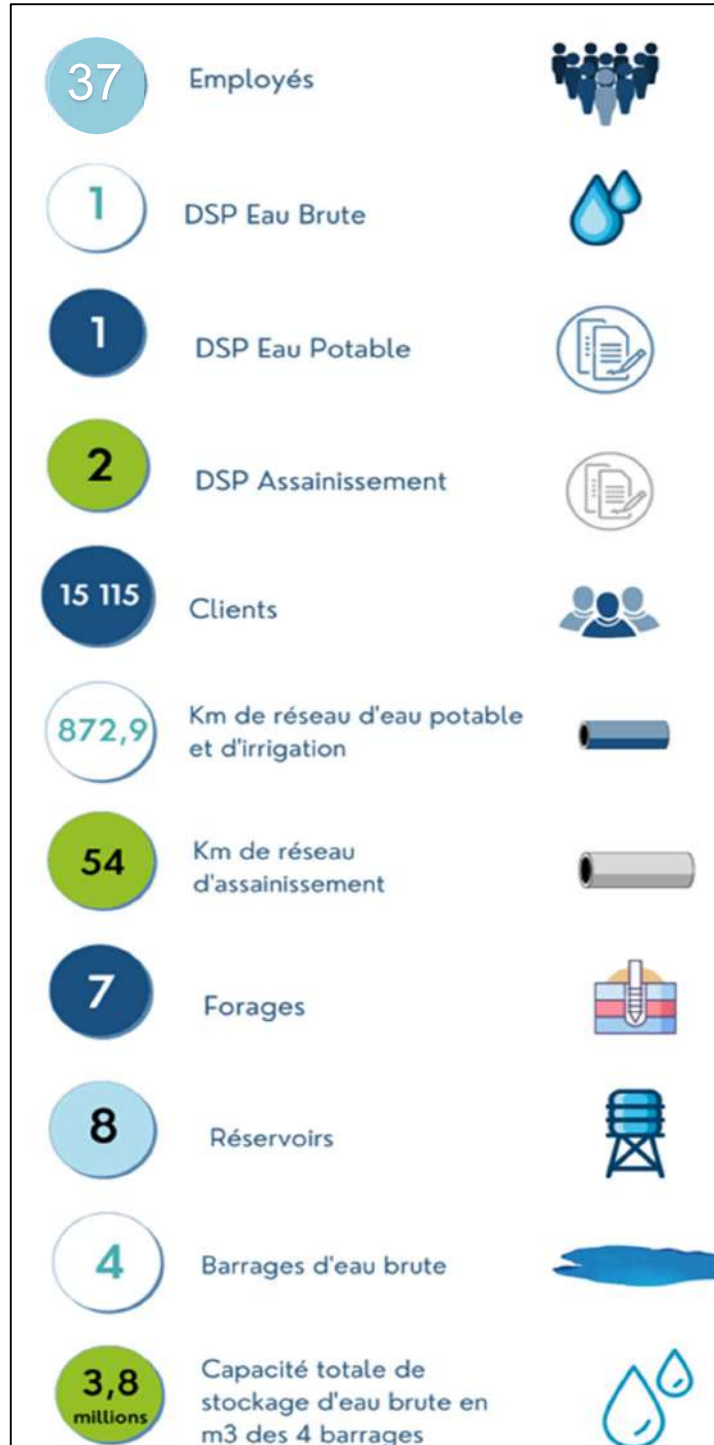 37 Employés
1 DSP Eau Brute
1 DSP Eau Potable
2 DSP Assainissement
15 115 Clients
872,9 Km de réseau d'eau potable
et d'irrigation
54 Km de réseau
d'assainissement
7 Forages
8 Réservoirs
4 Barrages d'eau brute
3,8
millions
Capacité totale de
stockage d'eau brute en
m3 des 4 barrages